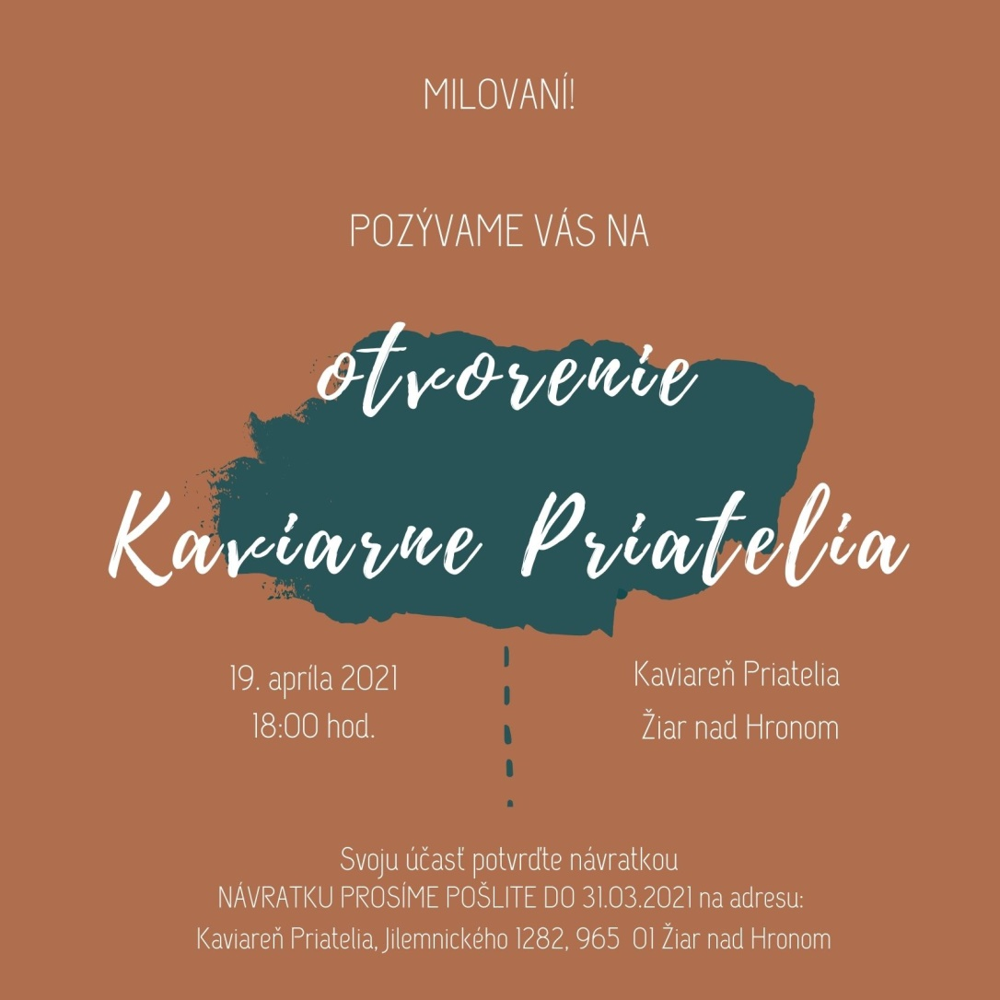 MILOVANÍ!
POZÝVAME VÁS NA
otvorenie
Kaviarne Priatelia
19. apríla 2021
18:00 hod.
Kaviareň Priatelia
Žiar nad Hronom
Svoju účasť potvrďte návratkou
NÁVRATKU PROSÍME POŠLITE DO 31.03.2021 na adresu:
Kaviareň Priatelia, Jilemnického 1282, 965 01 Žiar nad Hronom